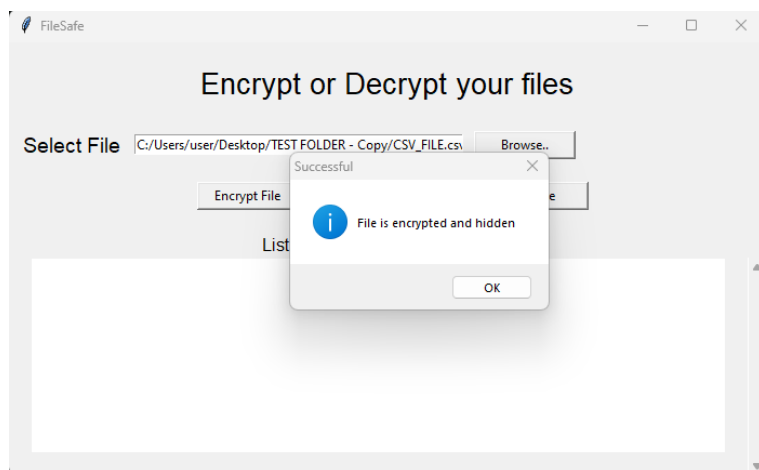 FileSafe
Encrypt or Decrypt your files
Select File C:/Users/user/Desktop/TEST FOLDER - Copy/CSV_FILE.csv Browse..
Successful
Encrypt File
File is encrypted and hidden
List
OK